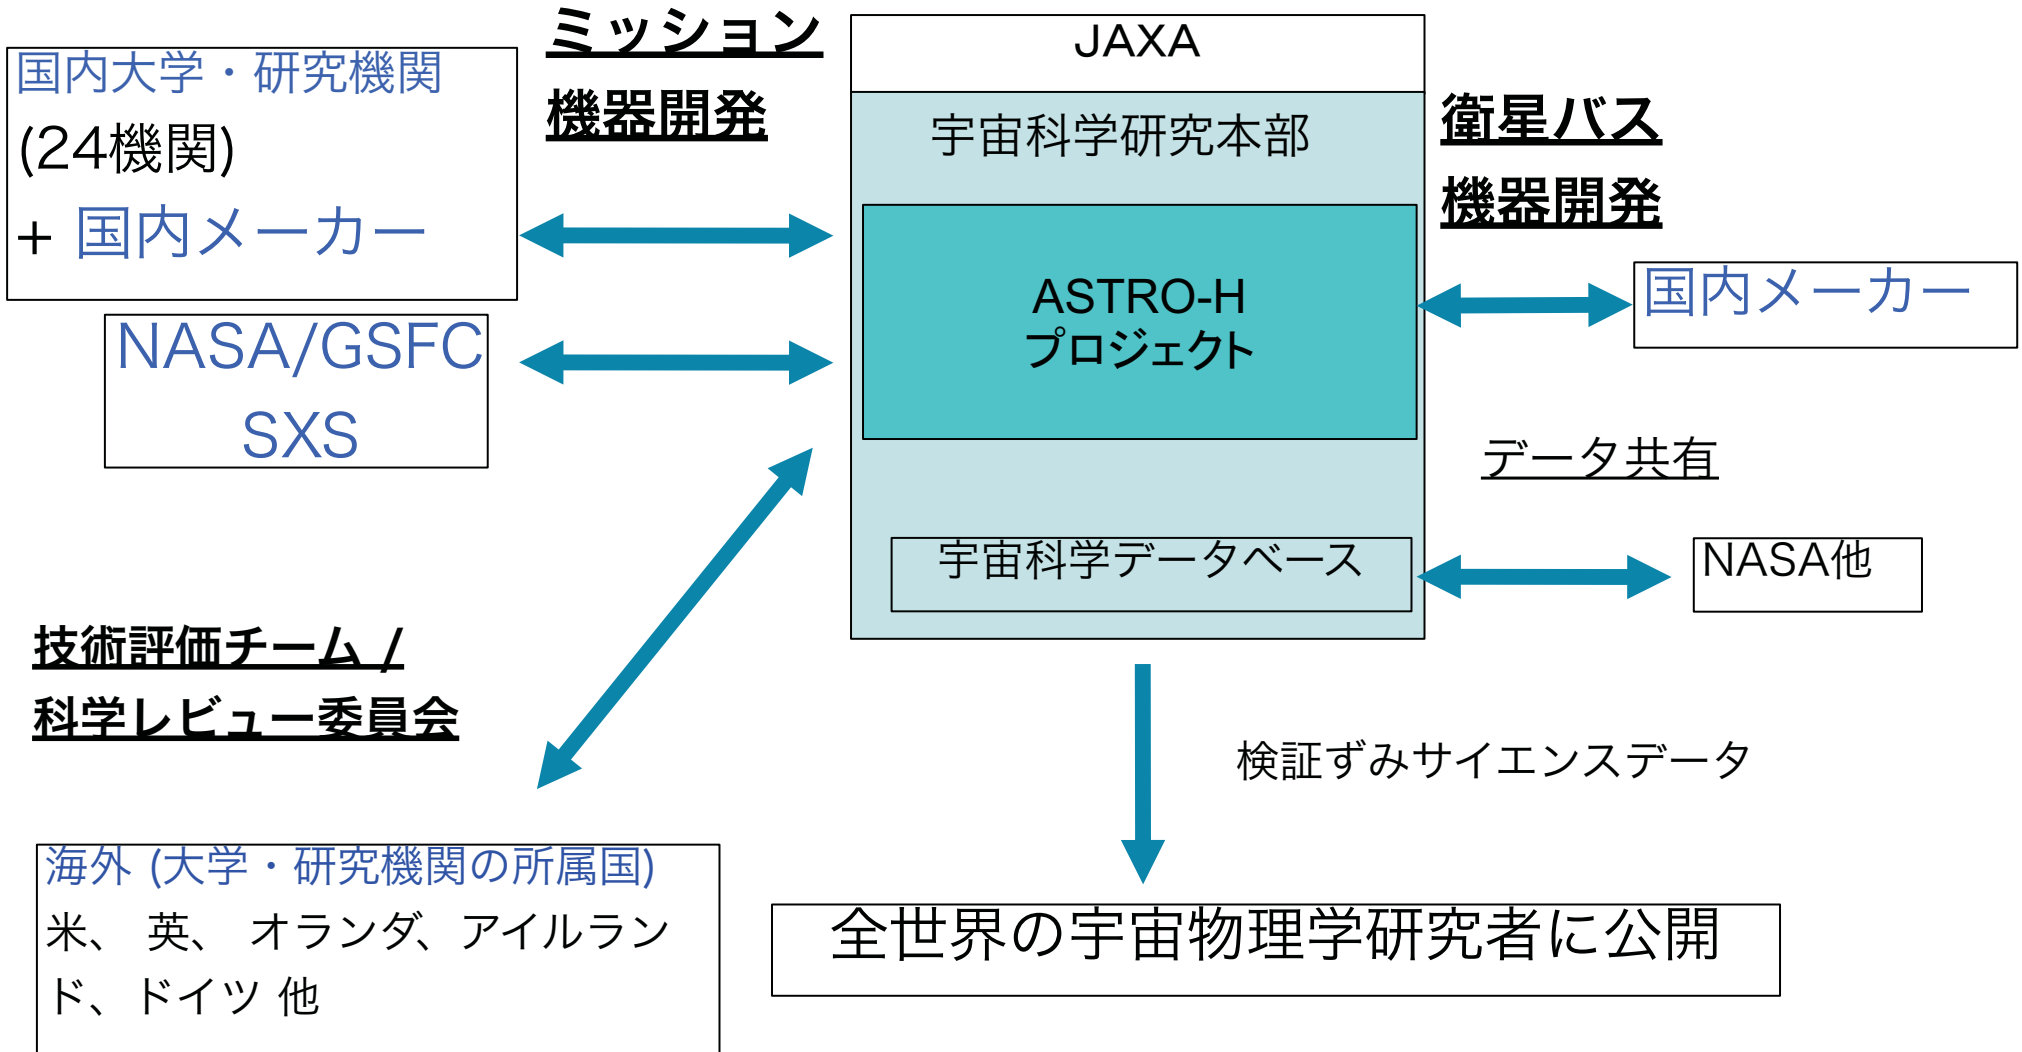 ミッション
機器開発
国内大学・研究機関
(24機関)
+ 国内メーカー
NASA/GSFC
SXS
JAXA
宇宙科学研究本部
ASTRO-H
プロジェクト
宇宙科学データベース
衛星バス
機器開発
国内メーカー
データ共有
NASA他
技術評価チーム /
科学レビュー委員会
検証ずみサイエンスデータ
海外 (大学・研究機関の所属国)
米、 英、 オランダ、アイルラン
ド、ドイツ 他
全世界の宇宙物理学研究者に公開